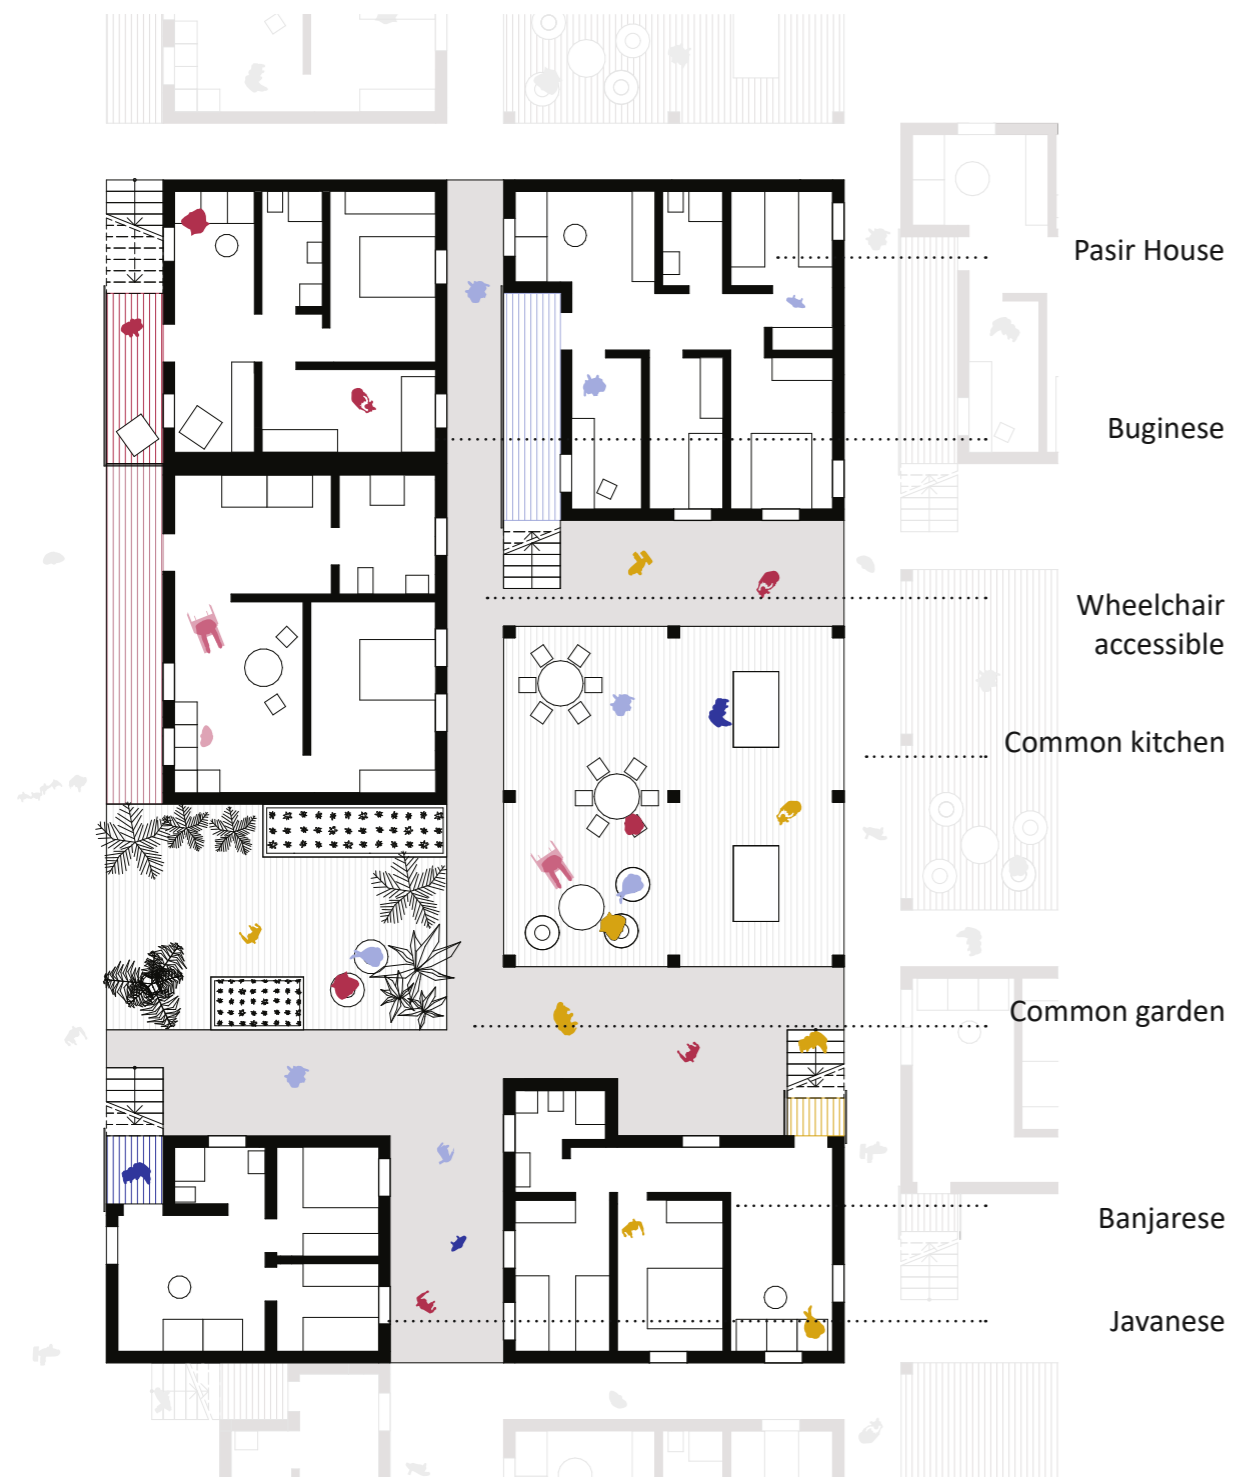 Pasir House
Buginese
Wheelchair
accessible
Common kitchen
Common garden
Banjarese
Javanese